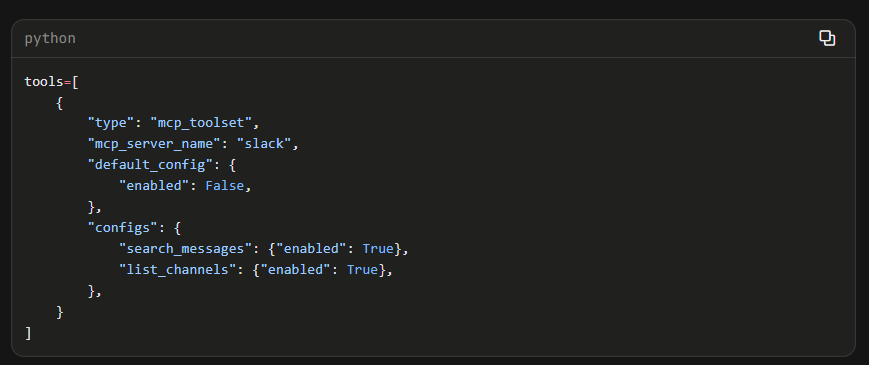 python
tools=[
    {
        "type": "mcp_toolset",
        "mcp_server_name": "slack",
        "default_config": {
            "enabled": False,
        },
        "configs": {
            "search_messages": {"enabled": True},
            "list_channels": {"enabled": True},
        },
    }
]